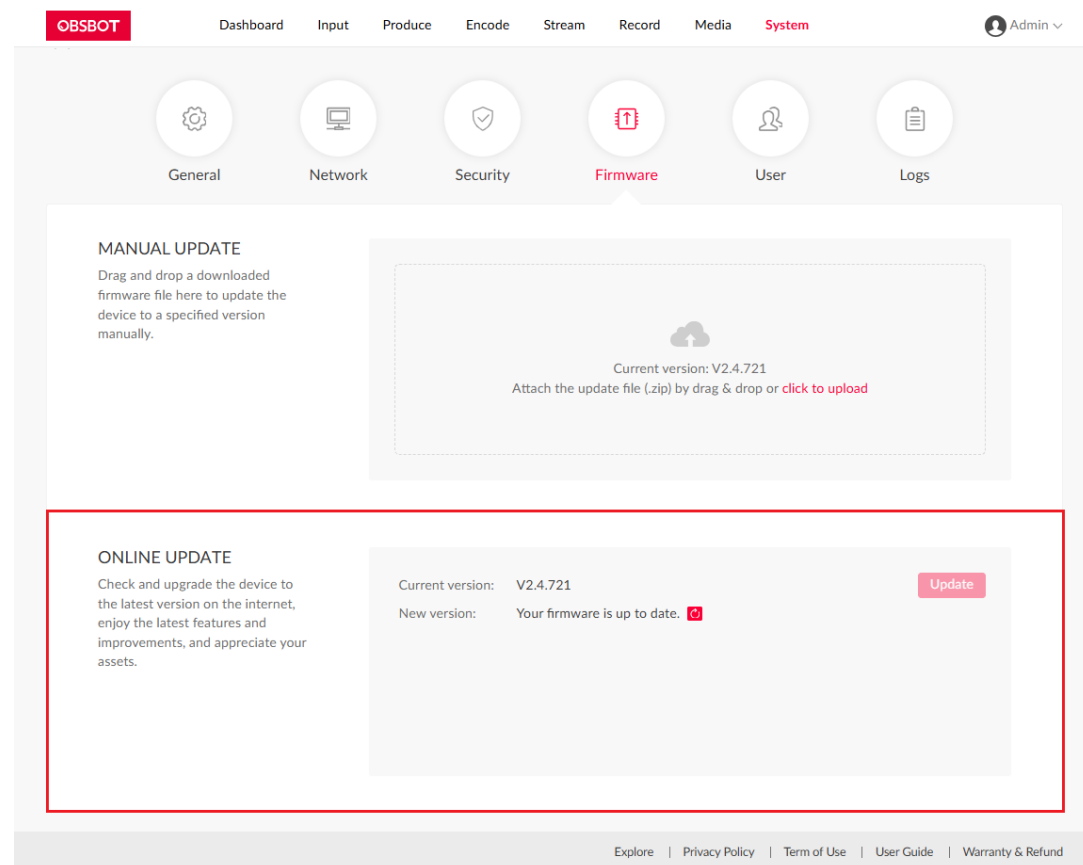 OBSBOT Dashboard Input Produce Encode Stream Record Media System Admin
General Network Security Firmware User Logs
MANUAL UPDATE
Drag and drop a downloaded
firmware file here to update the
device to a specified version
manually.
Current version: V2.4.721
Attach the update file (.zip) by drag & drop or click to upload
ONLINE UPDATE
Check and upgrade the device to
the latest version on the internet,
enjoy the latest features and
improvements, and appreciate your
assets.
Current version: V2.4.721 Update
New version: Your firmware is up to date.
Explore | Privacy Policy | Term of Use | User Guide | Warranty & Refund